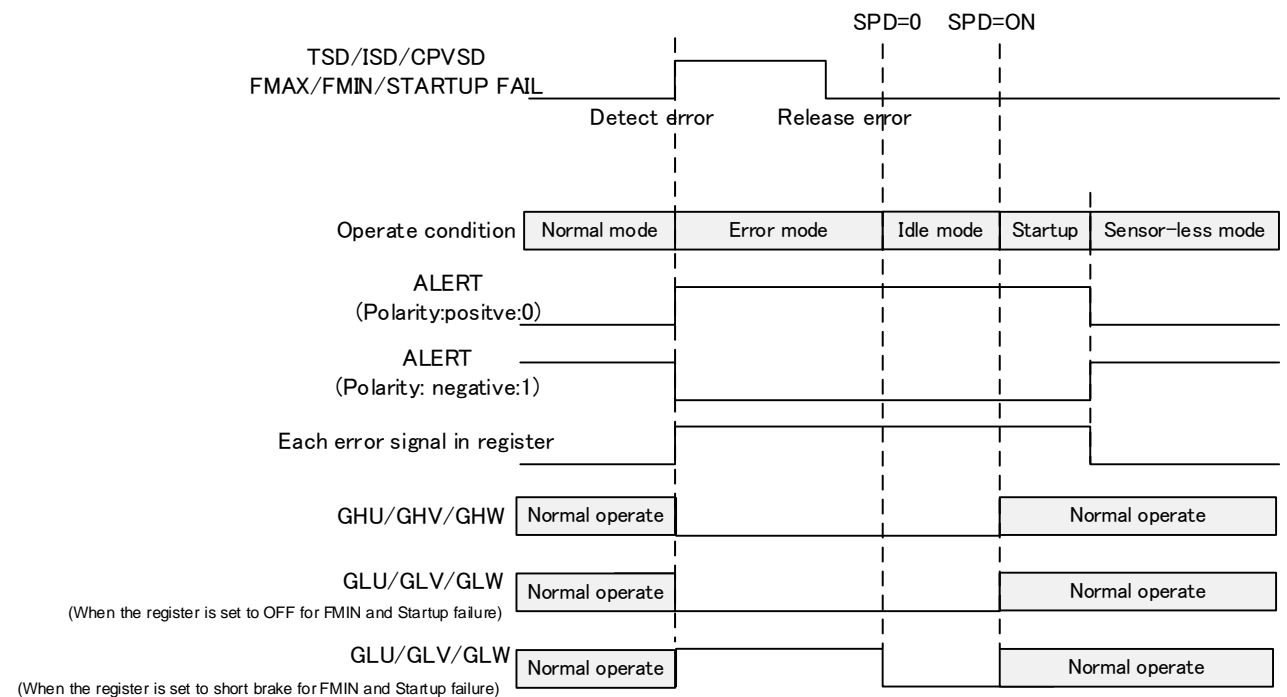 SPD=0 SPD=ON
TSD/ISD/CPVSD
FMAX/FMIN/STARTUP FAIL
Detect error Release error
Operate condition Normal mode Error mode Idle mode Startup Sensor-less mode
ALERT
(Polarity:positve:0)
ALERT
(Polarity: negative:1)
Each error signal in register
GHU/GHV/GHW Normal operate Normal operate
GLU/GLV/GLW Normal operate Normal operate
(When the register is set to OFF for FMIN and Startup failure)
GLU/GLV/GLW Normal operate Normal operate
(When the register is set to short brake for FMIN and Startup failure)